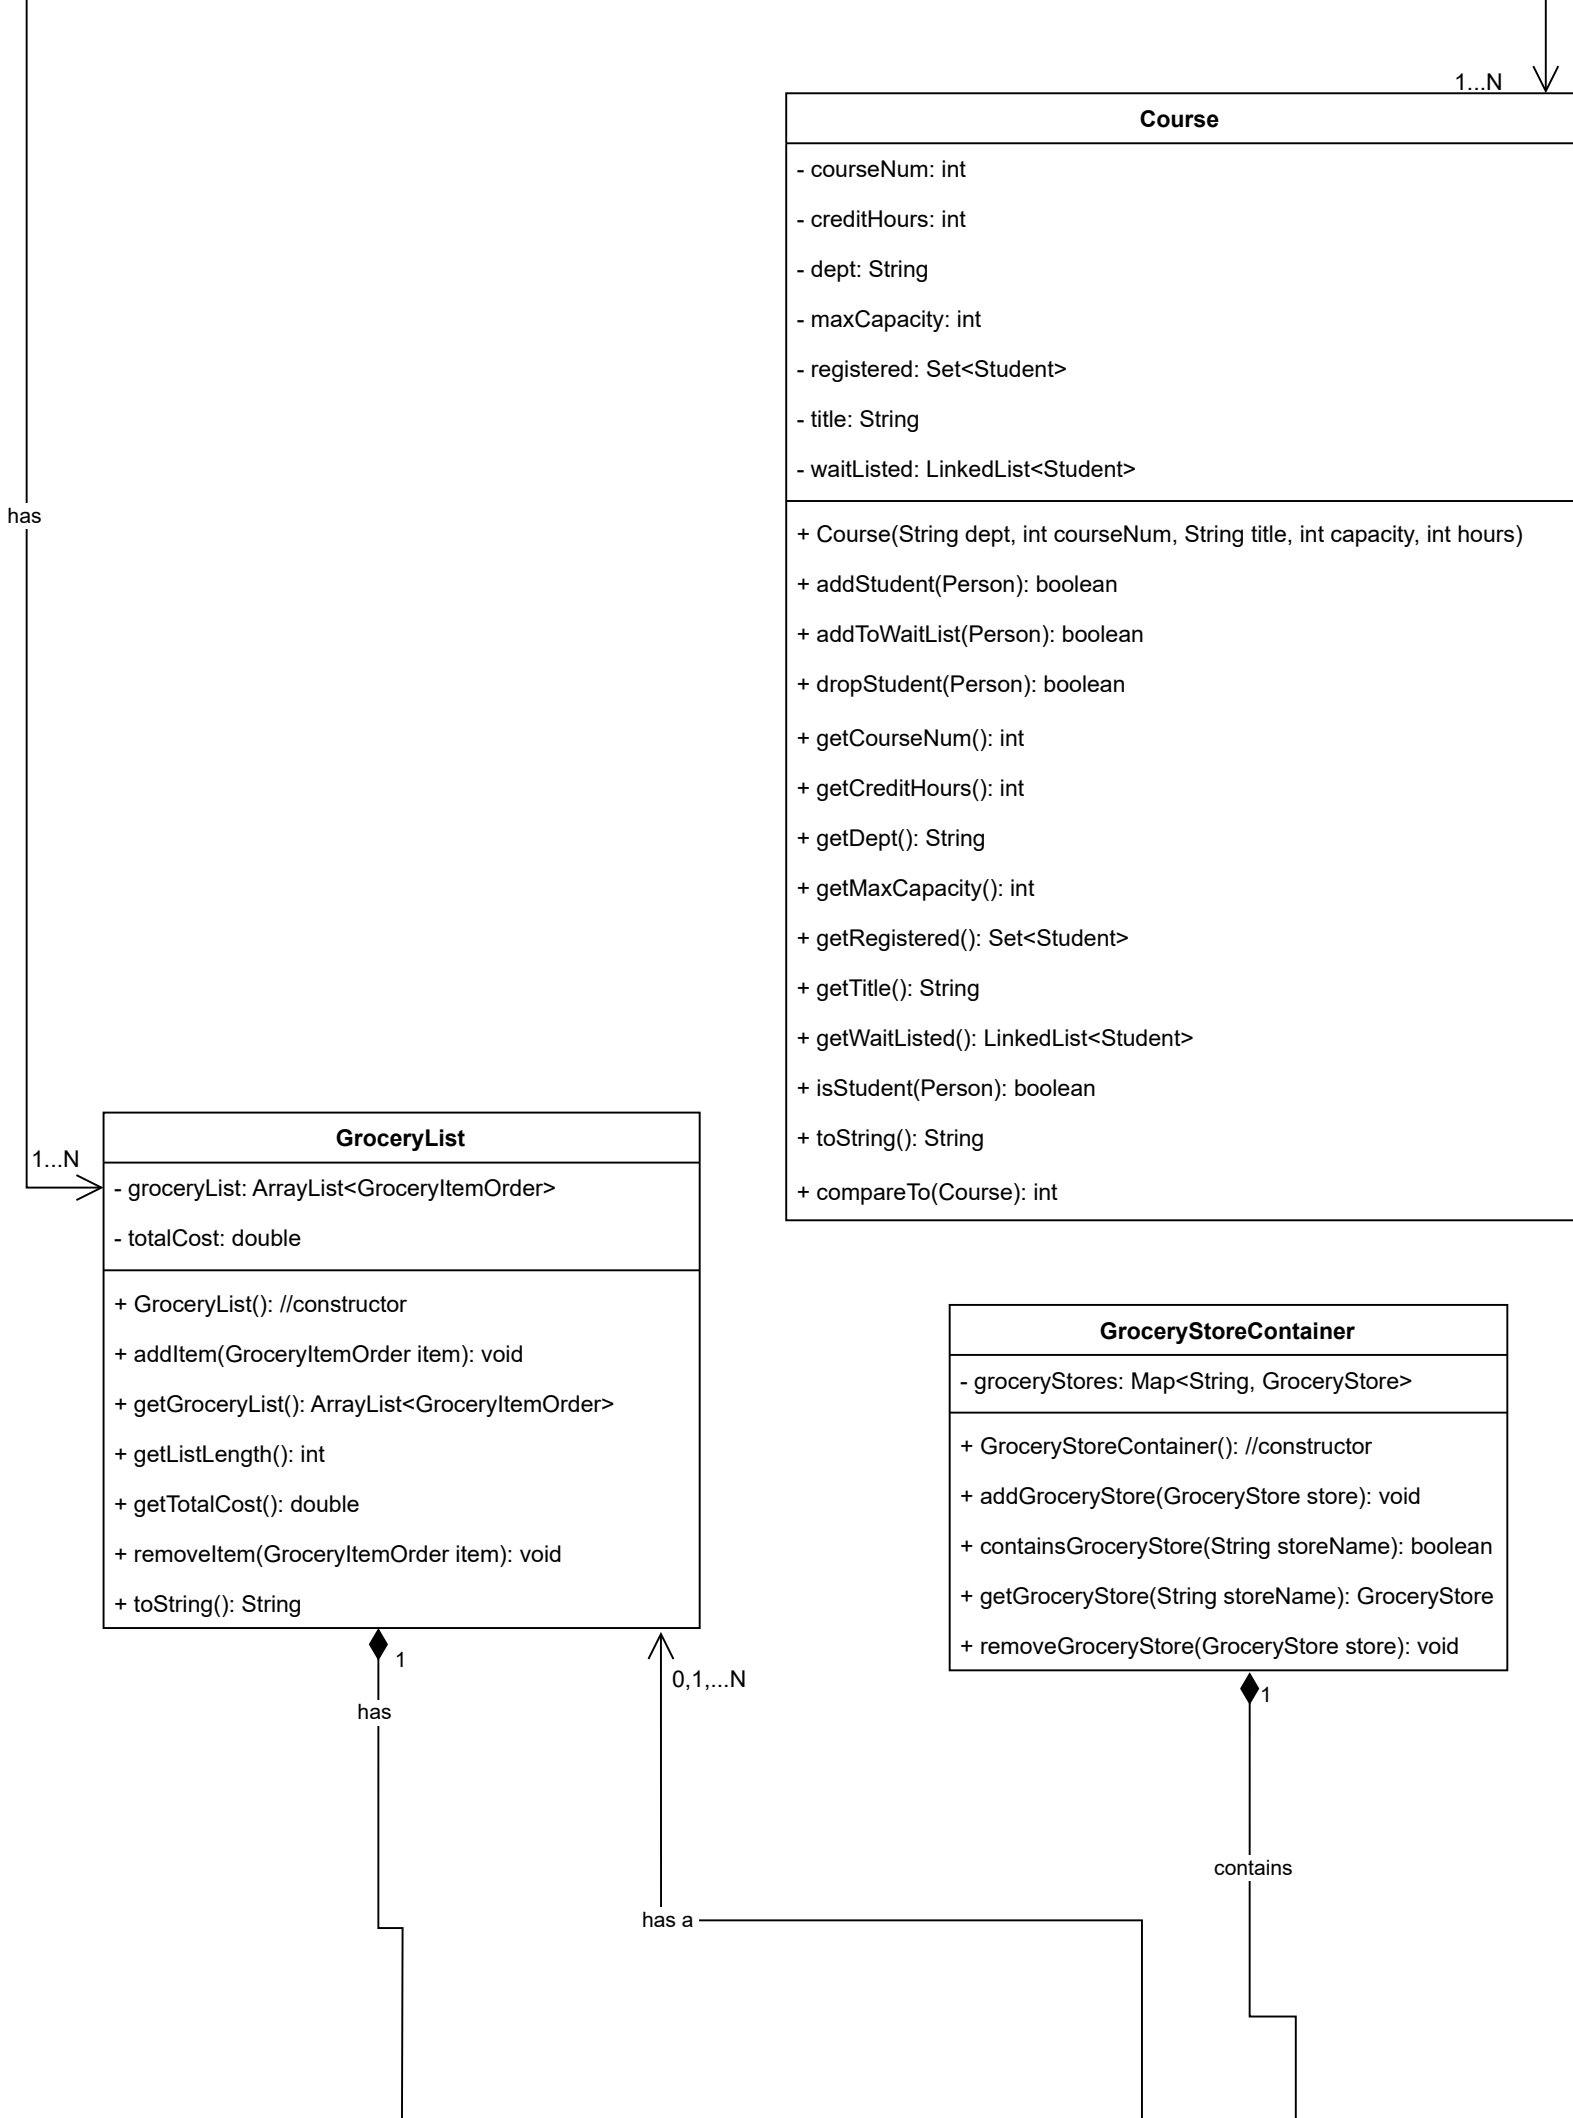 1...N
Course
- courseNum: int
- creditHours: int
- dept: String
- maxCapacity: int
- registered: Set<Student>
- title: String
- waitListed: LinkedList<Student>
+ Course(String dept, int courseNum, String title, int capacity, int hours)
+ addStudent(Person): boolean
+ addToWaitList(Person): boolean
+ dropStudent(Person): boolean
+ getCourseNum(): int
+ getCreditHours(): int
+ getDept(): String
+ getMaxCapacity(): int
+ getRegistered(): Set<Student>
+ getTitle(): String
+ getWaitListed(): LinkedList<Student>
+ isStudent(Person): boolean
+ toString(): String
+ compareTo(Course): int
has
1...N
GroceryList
- groceryList: ArrayList<GroceryItemOrder>
- totalCost: double
+ GroceryList(): //constructor
+ addItem(GroceryItemOrder item): void
+ getGroceryList(): ArrayList<GroceryItemOrder>
+ getListLength(): int
+ getTotalCost(): double
+ removeItem(GroceryItemOrder item): void
+ toString(): String
1
has
0,1,...N
has a
GroceryStoreContainer
- groceryStores: Map<String, GroceryStore>
+ GroceryStoreContainer(): //constructor
+ addGroceryStore(GroceryStore store): void
+ containsGroceryStore(String storeName): boolean
+ getGroceryStore(String storeName): GroceryStore
+ removeGroceryStore(GroceryStore store): void
1
contains